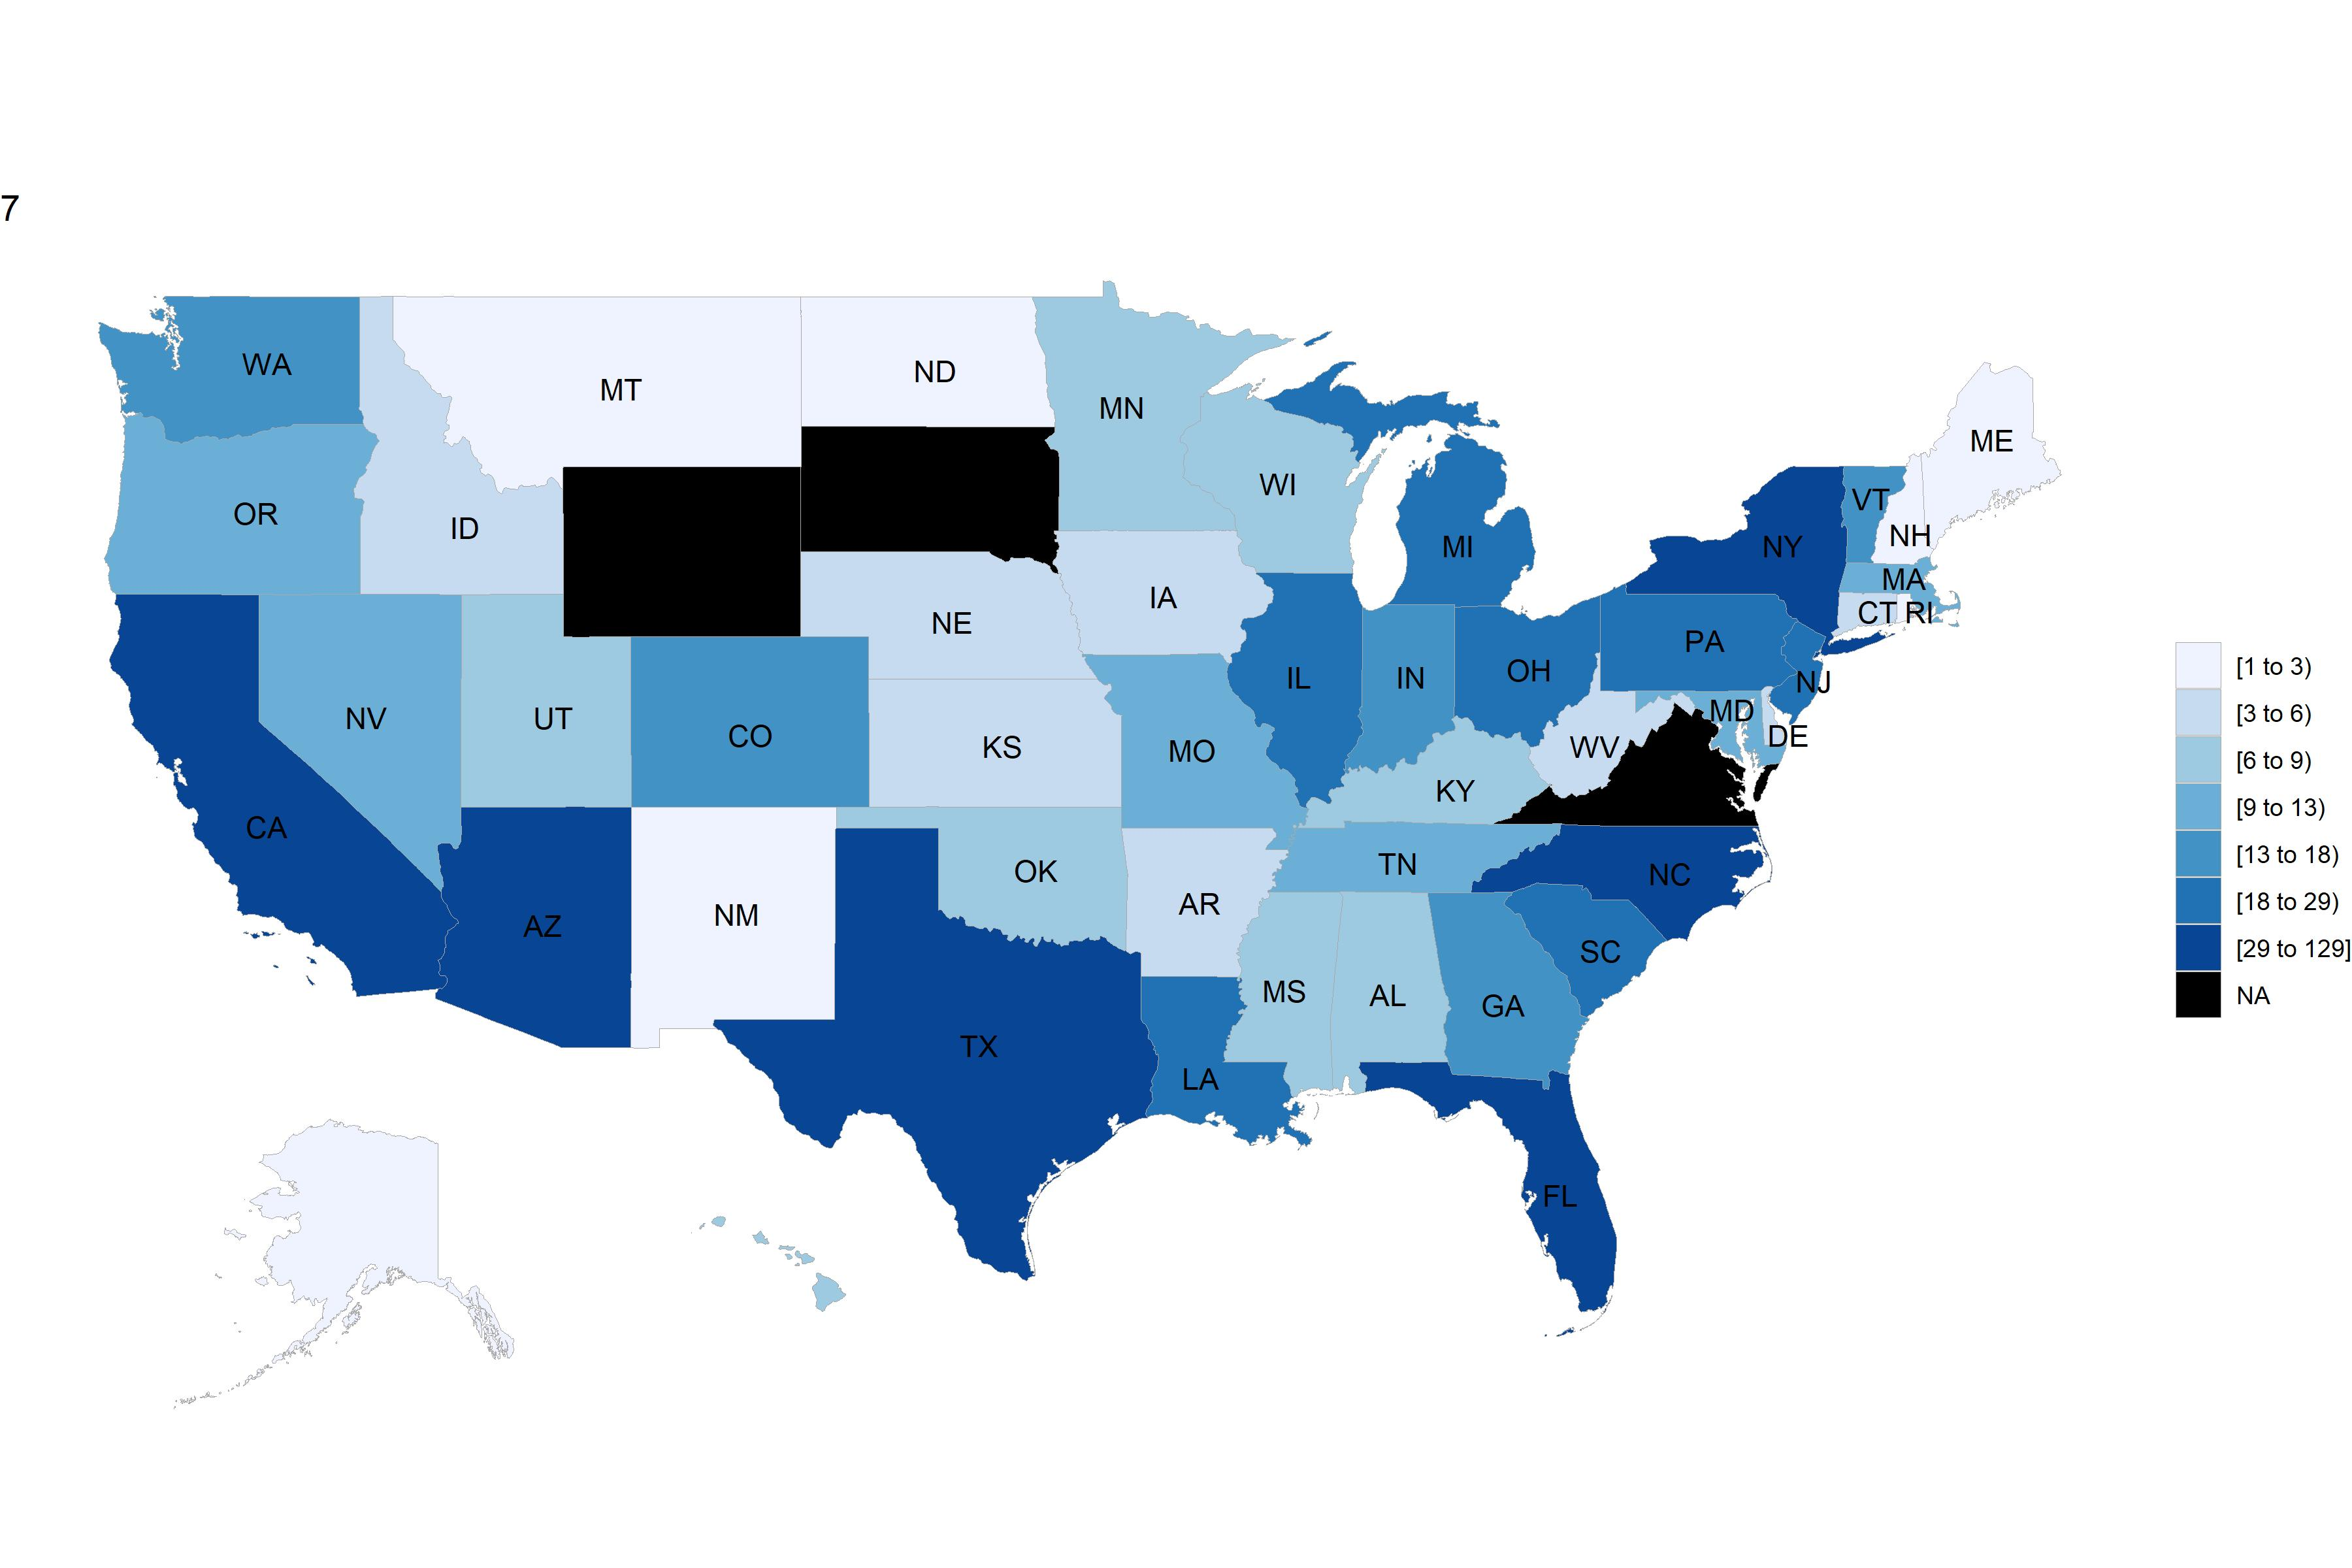 7
WA
MT
ND
MN
ME
OR
ID
WI
MI
VT
NY
NH
MA
IA
NE
CT RI
PA
NV
UT
CO
KS
MO
IL
IN
OH
NJ
MD
DE
WV
KY
CA
AZ
NM
OK
AR
TN
NC
SC
MS
AL
GA
TX
LA
FL
[1 to 3)
[3 to 6)
[6 to 9)
[9 to 13)
[13 to 18)
[18 to 29)
[29 to 129]
NA